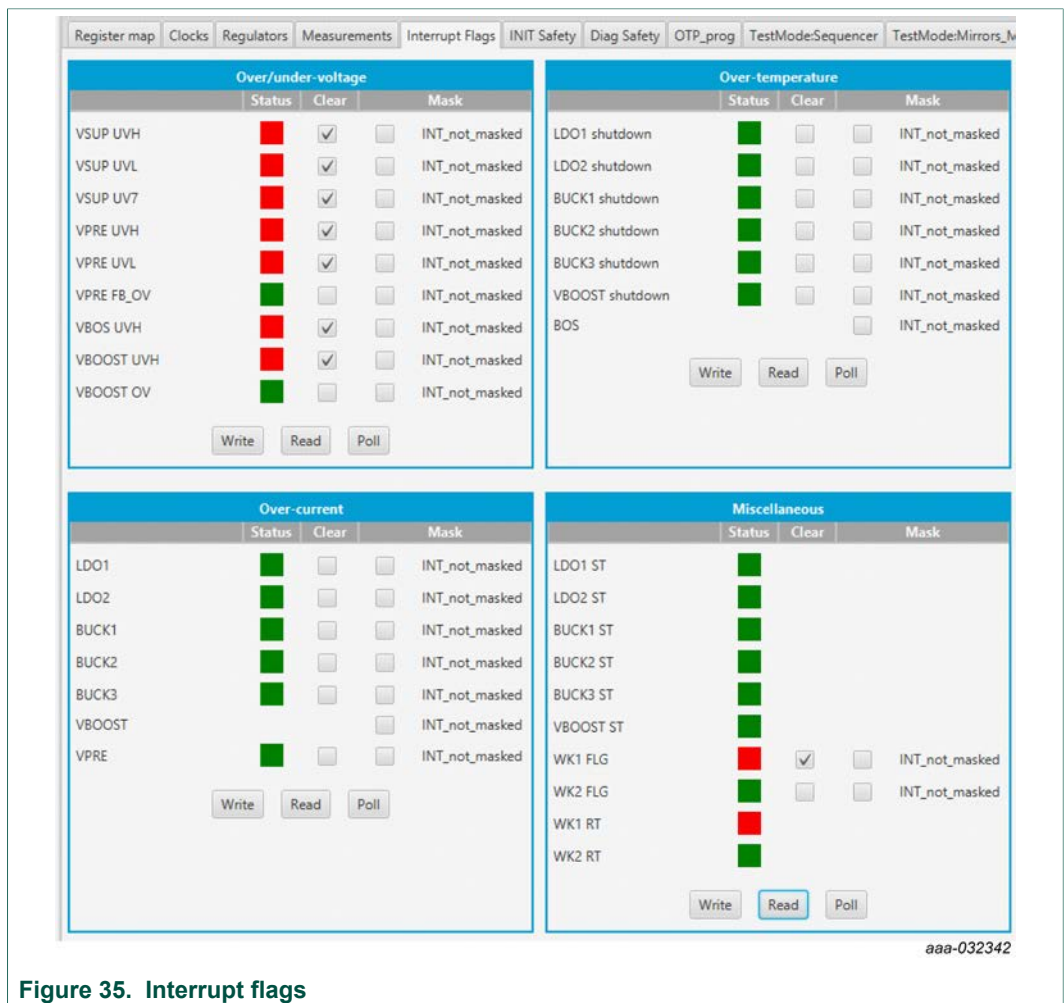 Register map Clocks Regulators Measurements Interrupt Flags INIT Safety Diag Safety OTP_prog TestMode:Sequencer TestMode:Mirrors_M
Over/under-voltage
Status Clear Mask
VSUP UVH INT_not_masked
VSUP UVL INT_not_masked
VSUP UV7 INT_not_masked
VPRE UVH INT_not_masked
VPRE UVL INT_not_masked
VPRE FB_OV INT_not_masked
VBOS UVH INT_not_masked
VBOOST UVH INT_not_masked
VBOOST OV INT_not_masked
Write Read Poll
Over-temperature
Status Clear Mask
LDO1 shutdown INT_not_masked
LDO2 shutdown INT_not_masked
BUCK1 shutdown INT_not_masked
BUCK2 shutdown INT_not_masked
BUCK3 shutdown INT_not_masked
VBOOST shutdown INT_not_masked
BOS INT_not_masked
Write Read Poll
Over-current
Status Clear Mask
LDO1 INT_not_masked
LDO2 INT_not_masked
BUCK1 INT_not_masked
BUCK2 INT_not_masked
BUCK3 INT_not_masked
VBOOST INT_not_masked
VPRE INT_not_masked
Write Read Poll
Miscellaneous
Status Clear Mask
LDO1 ST
LDO2 ST
BUCK1 ST
BUCK2 ST
BUCK3 ST
VBOOST ST
WK1 FLG INT_not_masked
WK2 FLG INT_not_masked
WK1 RT
WK2 RT
Write Read Poll
aaa-032342
Figure 35. Interrupt flags